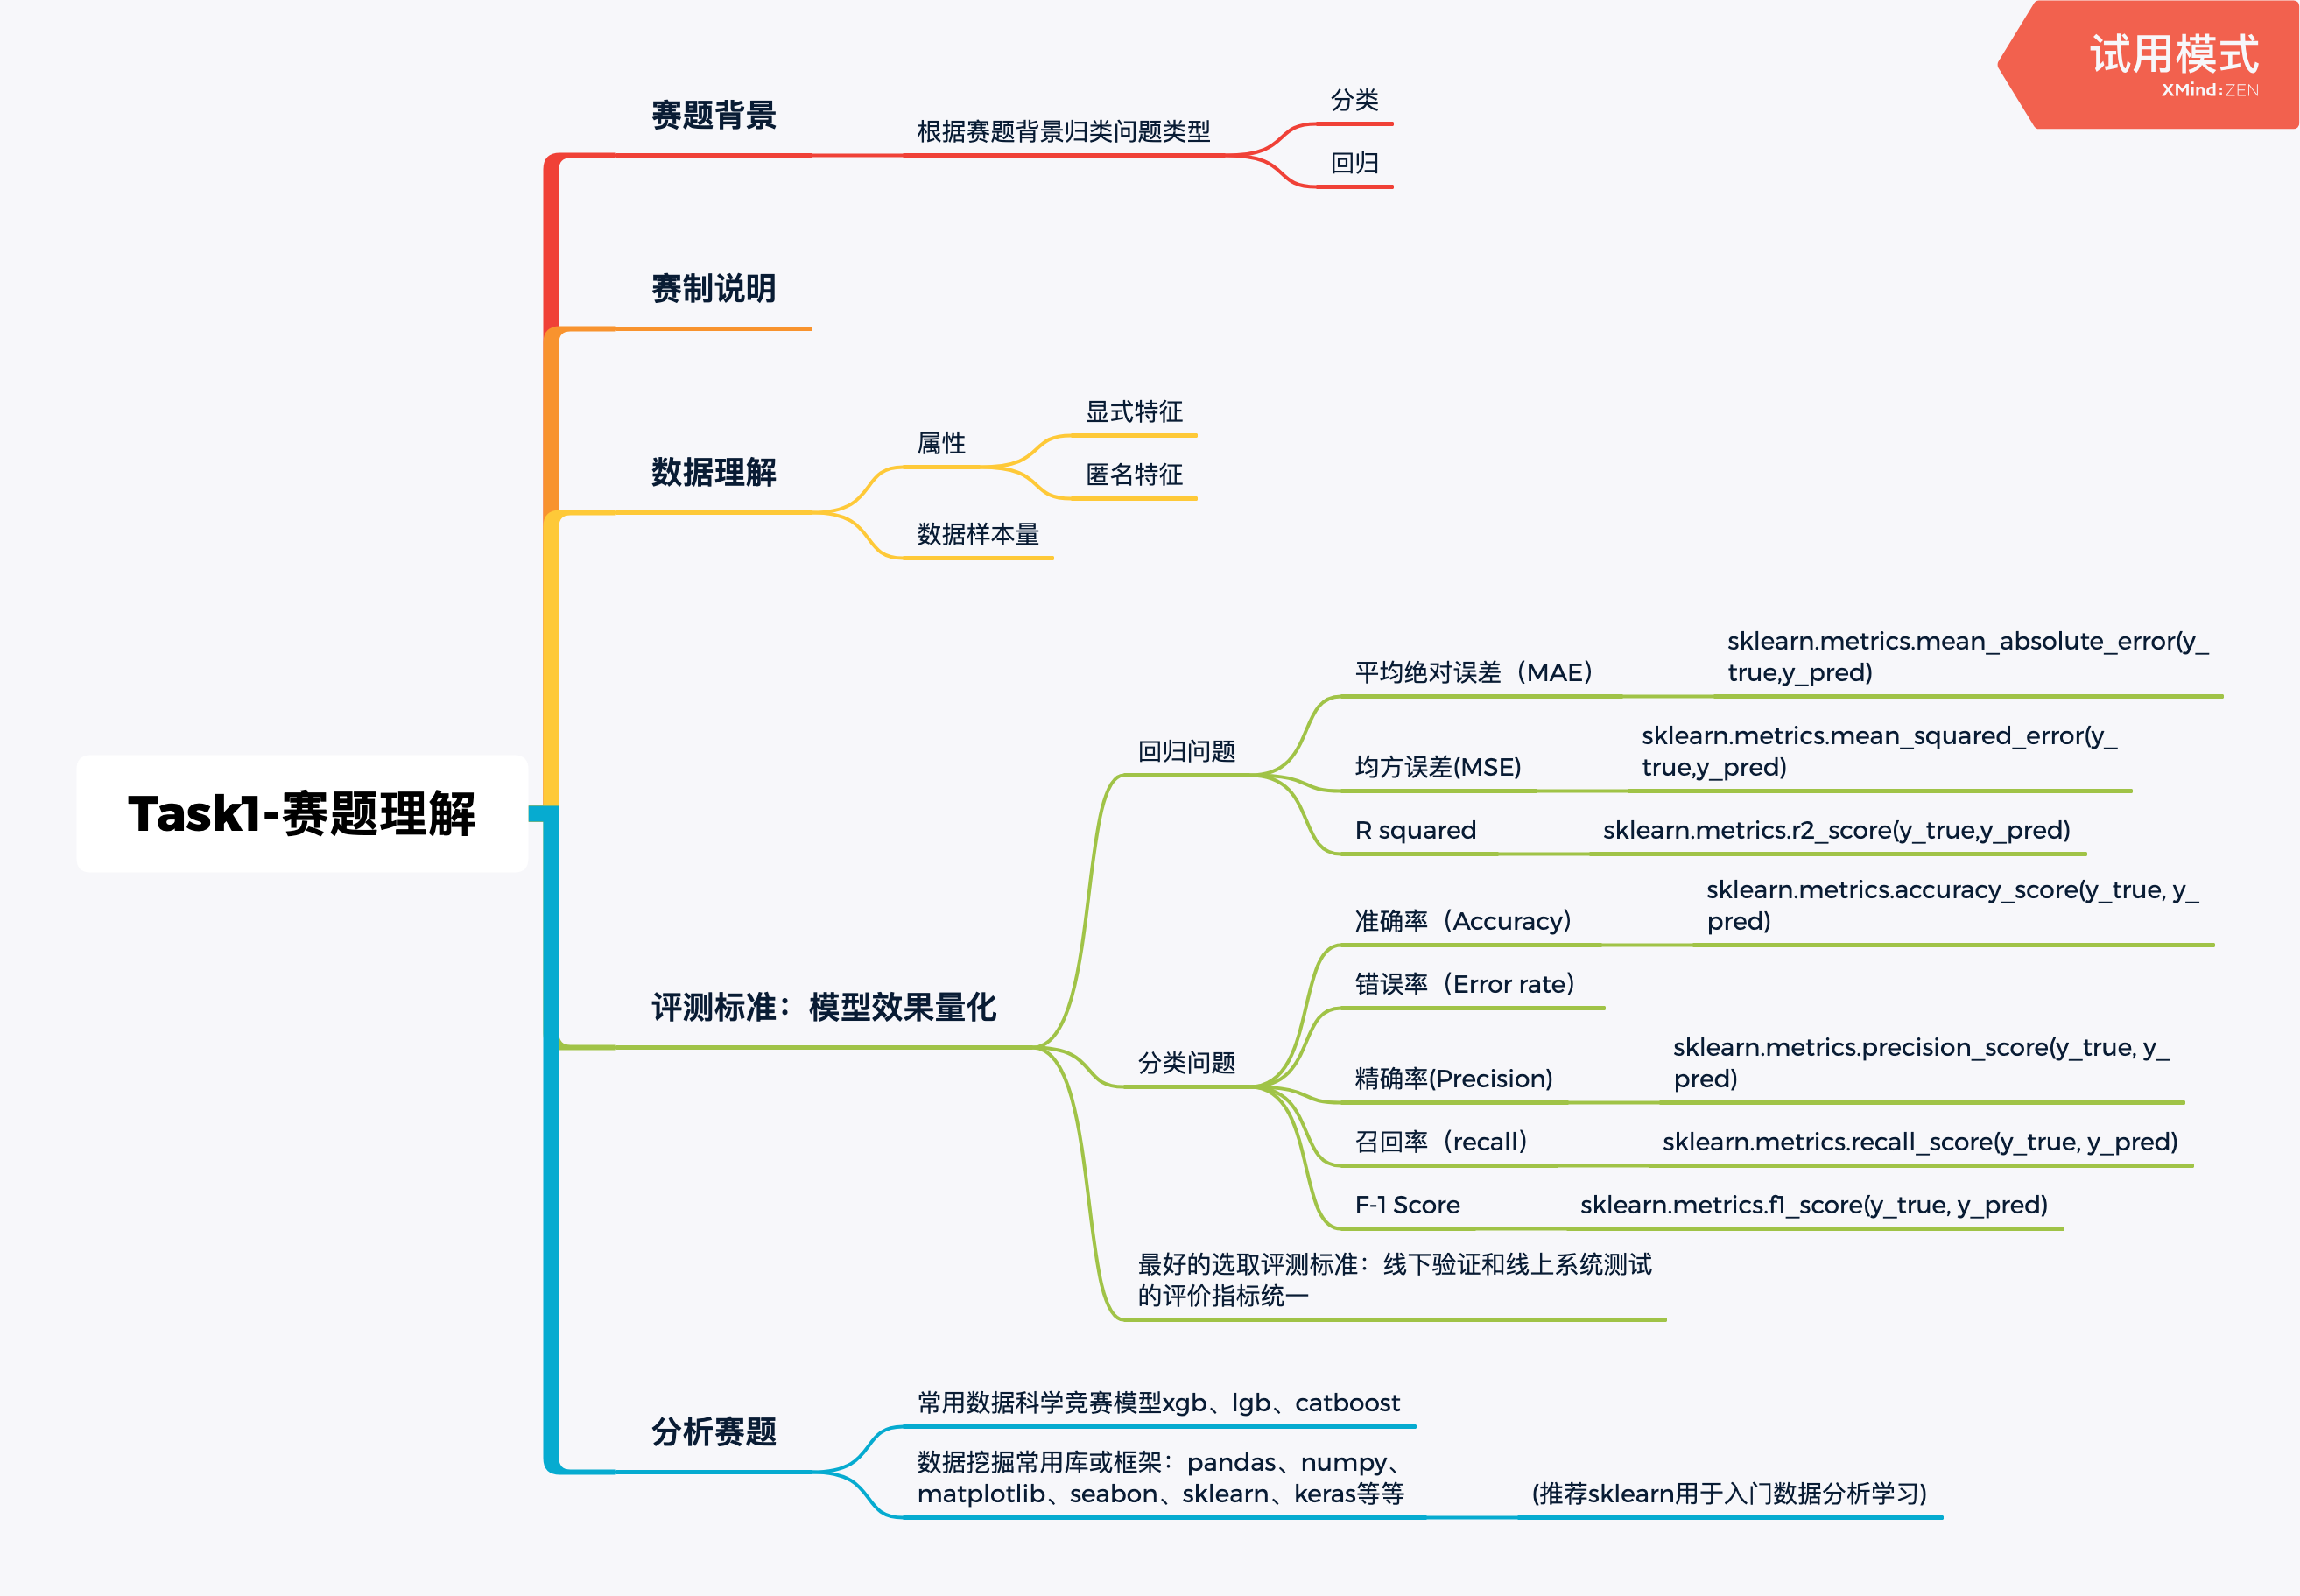 试用模式
XMind:ZEN
Task1-赛题理解
赛题背景
根据赛题背景归类问题类型
分类
回归
赛制说明
数据理解
属性
显式特征
匿名特征
数据样本量
评测标准：模型效果量化
回归问题
平均绝对误差（MAE）
sklearn.metrics.mean_absolute_error(y_
true,y_pred)
均方误差(MSE)
sklearn.metrics.mean_squared_error(y_
true,y_pred)
R squared
sklearn.metrics.r2_score(y_true,y_pred)
分类问题
准确率（Accuracy）
sklearn.metrics.accuracy_score(y_true, y_
pred)
错误率（Error rate）
精确率(Precision)
sklearn.metrics.precision_score(y_true, y_
pred)
召回率（recall）
sklearn.metrics.recall_score(y_true, y_pred)
F-1 Score
sklearn.metrics.f1_score(y_true, y_pred)
最好的选取评测标准：线下验证和线上系统测试
的评价指标统一
分析赛题
常用数据科学竞赛模型xgb、lgb、catboost
数据挖掘常用库或框架：pandas、numpy、
matplotlib、seabon、sklearn、keras等等
(推荐sklearn用于入门数据分析学习)